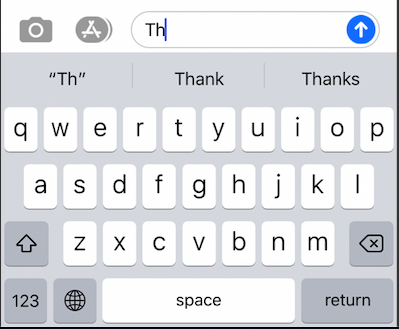 Th
“Th” Thank Thanks
q w e r t y u i o p
a s d f g h j k l
z x c v b n m
123 space return